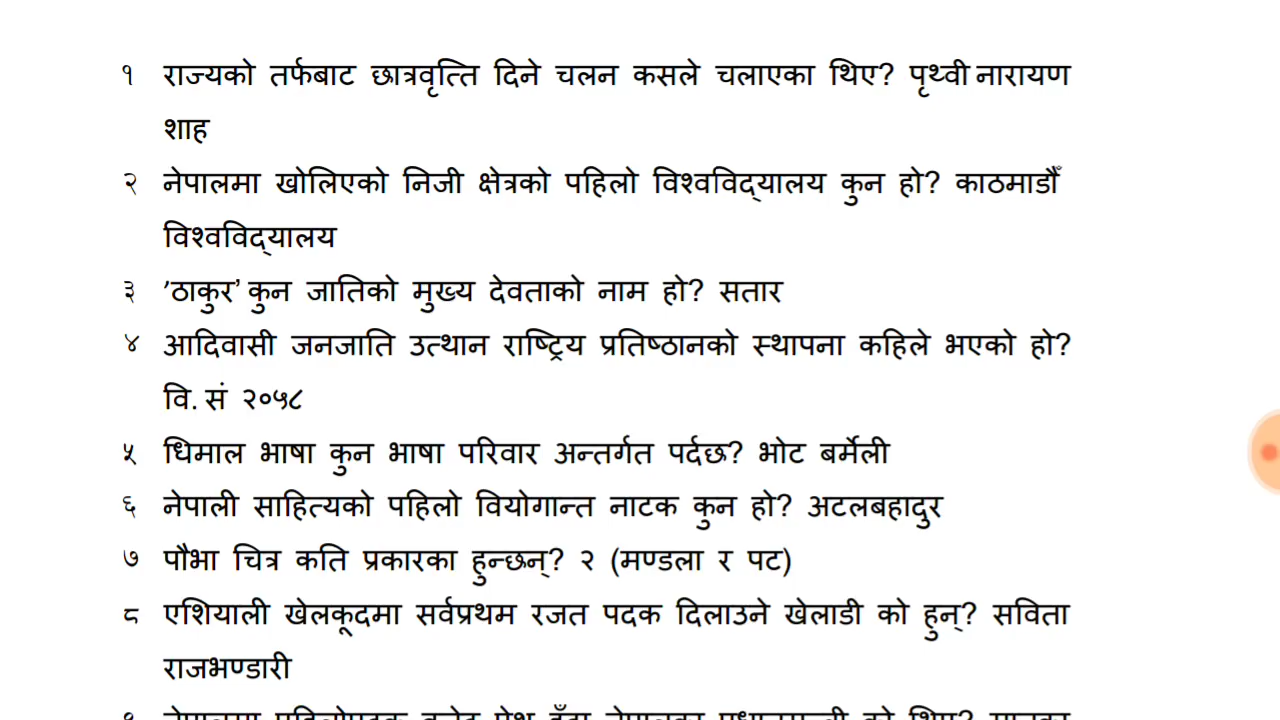 १ राज्यको तर्फबाट छात्रवृत्ति दिने चलन कसले चलाएका थिए? पृथ्वी नारायण
शाह
२ नेपालमा खोलिएको निजी क्षेत्रको पहिलो विश्वविद्यालय कुन हो? काठमाडौँ
विश्वविद्यालय
३ 'ठाकुर' कुन जातिको मुख्य देवताको नाम हो? सतार
४ आदिवासी जनजाति उत्थान राष्ट्रिय प्रतिष्ठानको स्थापना कहिले भएको हो?
वि. सं २०५८
५ धिमाल भाषा कुन भाषा परिवार अन्तर्गत पर्दछ? भोट बर्मेली
६ नेपाली साहित्यको पहिलो वियोगान्त नाटक कुन हो? अटलबहादुर
७ पौभा चित्र कति प्रकारका हुन्छन्? २ (मण्डला र पट)
८ एशियाली खेलकूदमा सर्वप्रथम रजत पदक दिलाउने खेलाडी को हुन्? सविता
राजभण्डारी